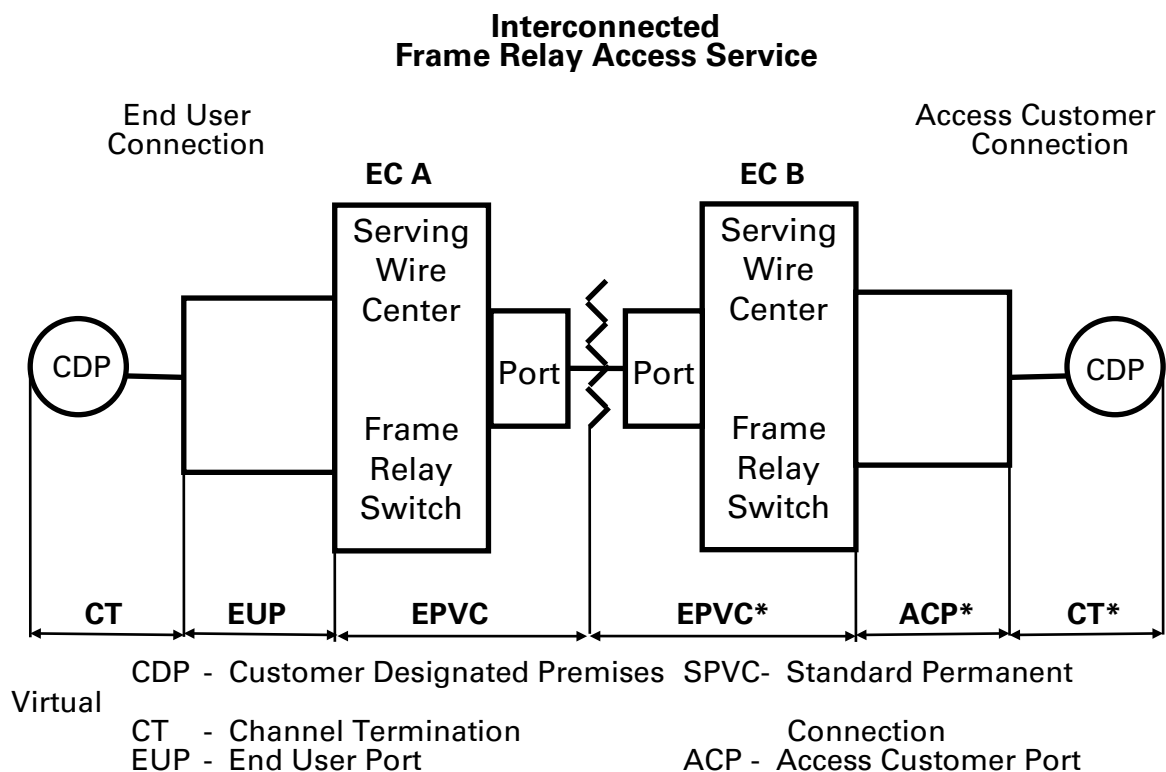 Interconnected
Frame Relay Access Service
End User
Connection
Access Customer
Connection
EC A
EC B
Serving
Wire
Center
Frame
Relay
Switch
Serving
Wire
Center
Frame
Relay
Switch
CDP
Port
Port
CDP
CT
EUP
EPVC
EPVC*
ACP*
CT*
CDP - Customer Designated Premises SPVC- Standard Permanent
Virtual
CT - Channel Termination Connection
EUP - End User Port ACP - Access Customer Port